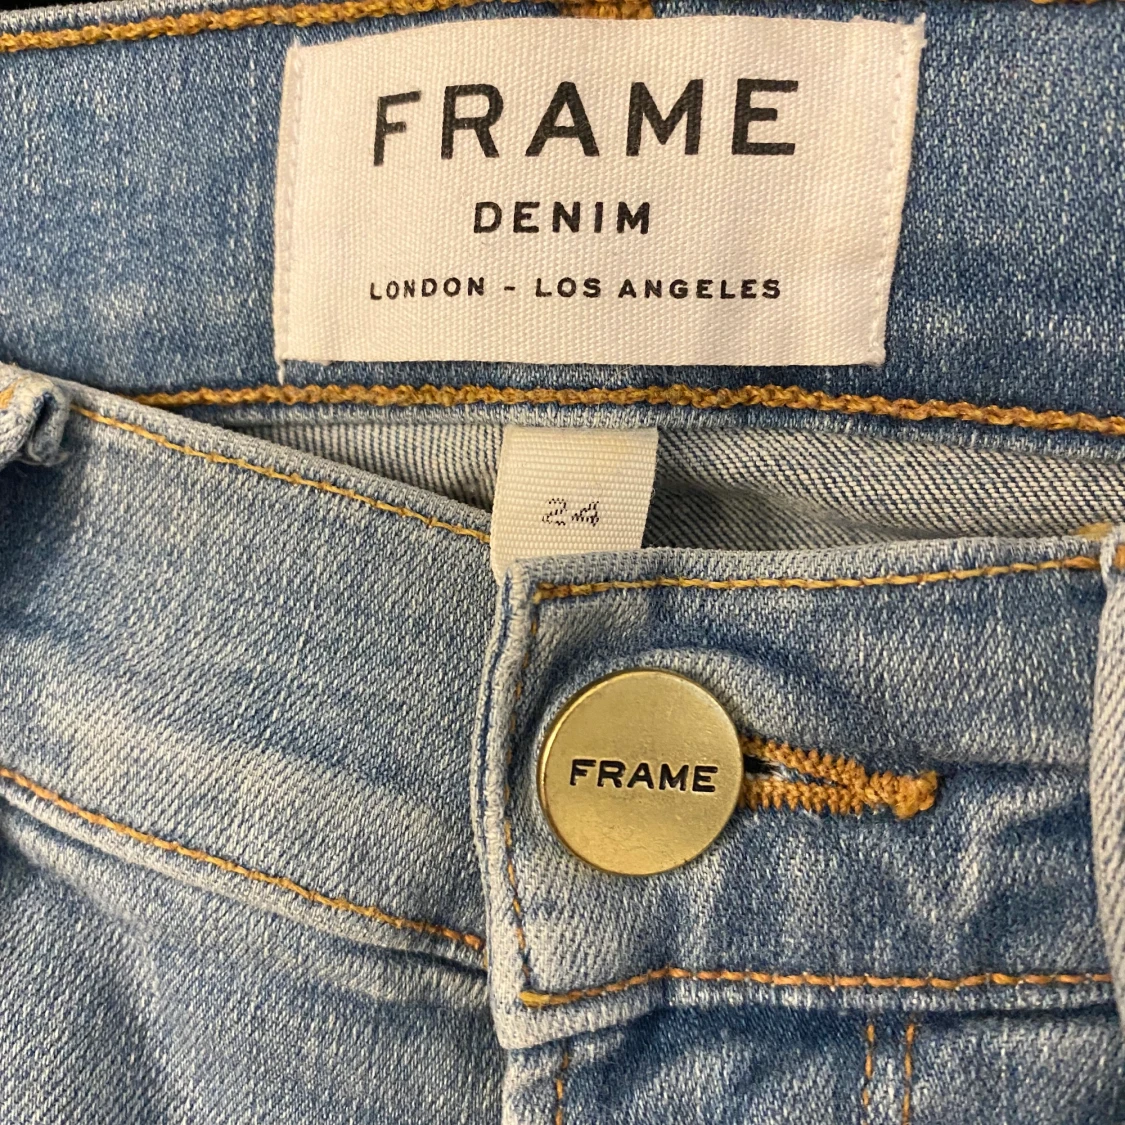 FRAME
DENIM
LONDON - LOS ANGELES
24
FRAME